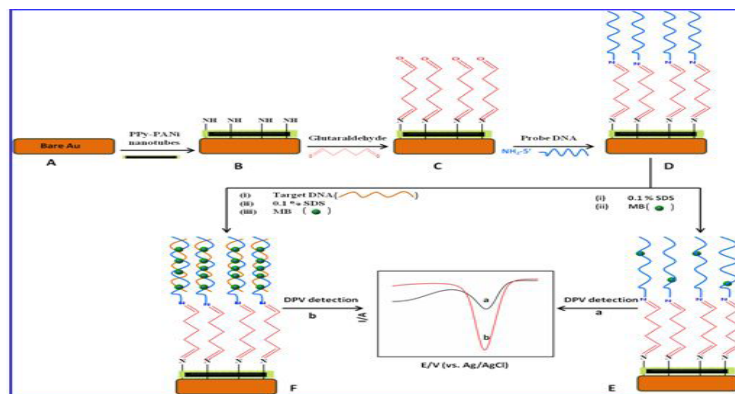 NH NH NH NH
PPy-PANi
nanotubes
Glutaraldehyde
Probe DNA
NH₂-5'
Bare Au
A
B
C
D
O O O O
N N N N
(i) Target DNA( )
(ii) 0.1 % SDS
(iii) MB ( )
(i) 0.1 % SDS
(ii) MB( )
DPV detection
b
I/A
a
b
E/V (vs. Ag/AgCl)
DPV detection
a
N N N N
N N N N
F
E